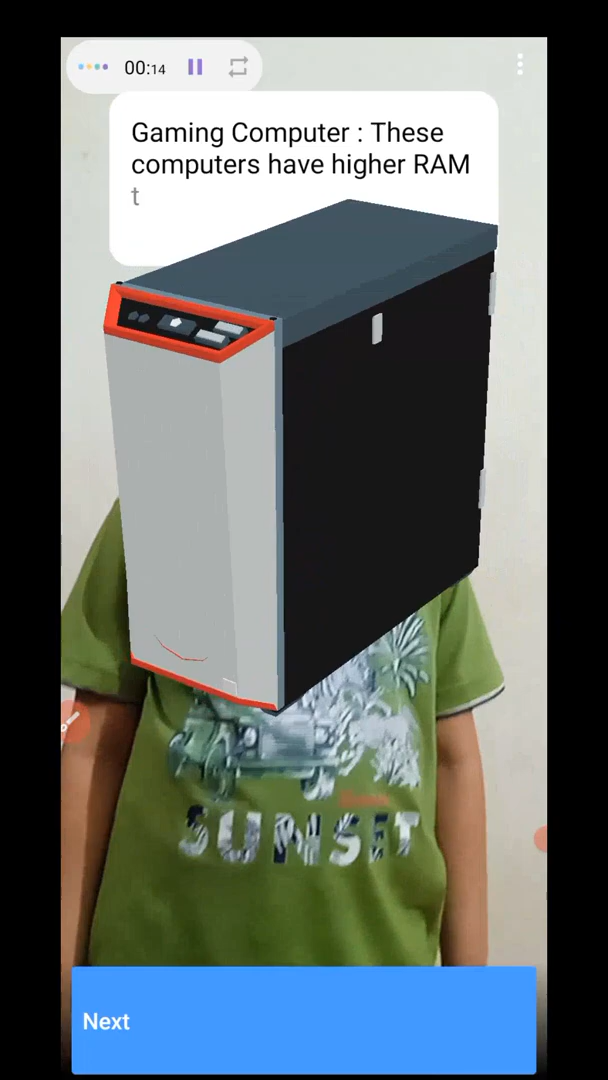 00:14
Gaming Computer : These
computers have higher RAM
t
SUNSET
Next